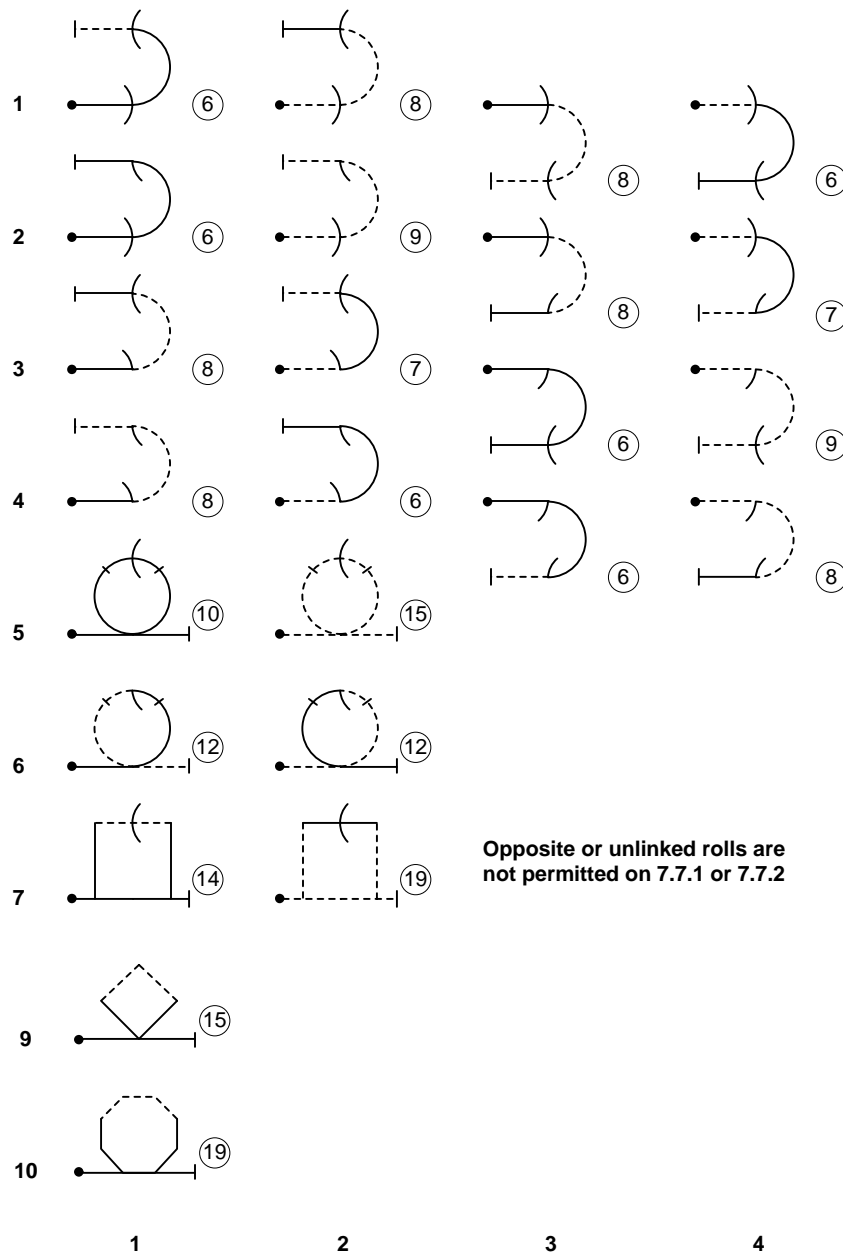 1 6 8 8 6
2 6 9 8 7
3 8 7 6 9
4 8 6 6 8
5 10 15
6 12 12
7 14 19
Opposite or unlinked rolls are
not permitted on 7.7.1 or 7.7.2
9 15
10 19
1 2 3 4